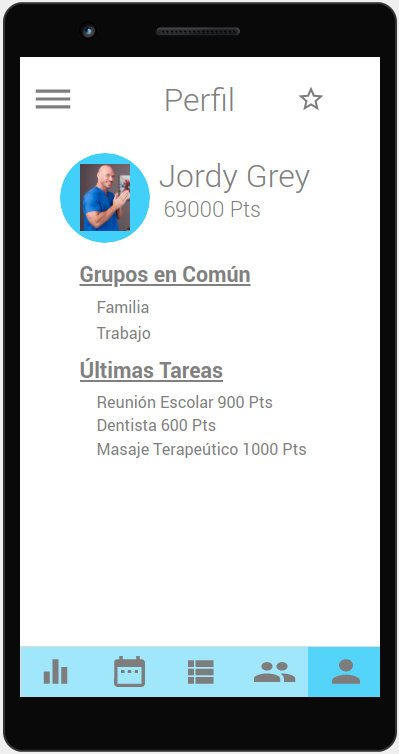 Perfil
Jordy Grey
69000 Pts
Grupos en Común
Familia
Trabajo
Últimas Tareas
Reunión Escolar 900 Pts
Dentista 600 Pts
Masaje Terapeútico 1000 Pts